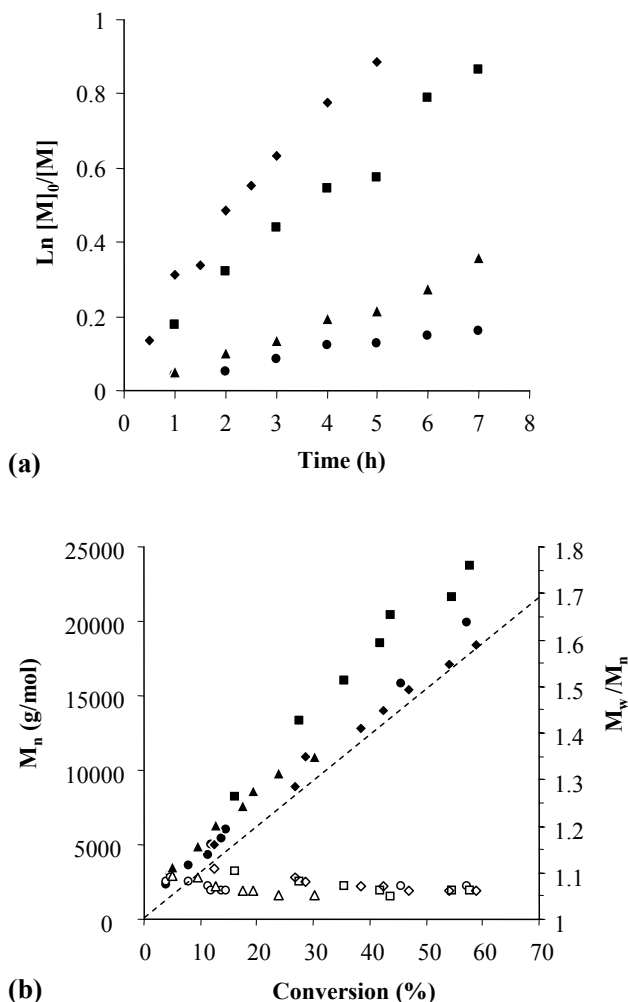 1
0.8
0.6
0.4
0.2
0
Ln [M]₀/[M]
0 1 2 3 4 5 6 7 8
Time (h)
(a)
25000
20000
15000
10000
5000
0
Mₙ (g/mol)
1.8
1.7
1.6
1.5
1.4
1.3
1.2
1.1
1
M_w/Mₙ
0 10 20 30 40 50 60 70
Conversion (%)
(b)